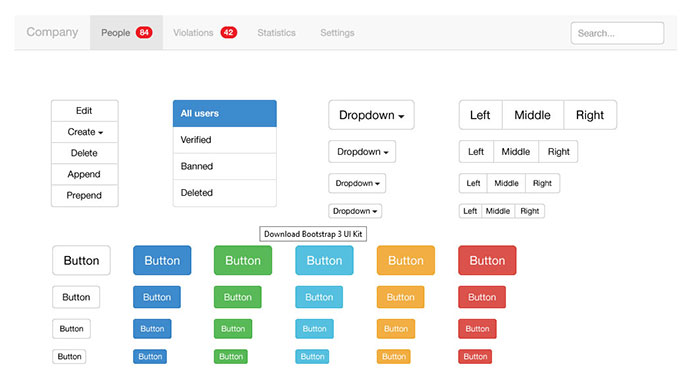 Company People 84 Violations 42 Statistics Settings Search...
Edit
Create
Delete
Append
Prepend
All users
Verified
Banned
Deleted
Dropdown
Dropdown
Dropdown
Dropdown
Left Middle Right
Left Middle Right
Left Middle Right
Left Middle Right
Download Bootstrap 3 UI Kit
Button Button Button Button Button Button
Button Button Button Button Button Button
Button Button Button Button Button Button
Button Button Button Button Button Button